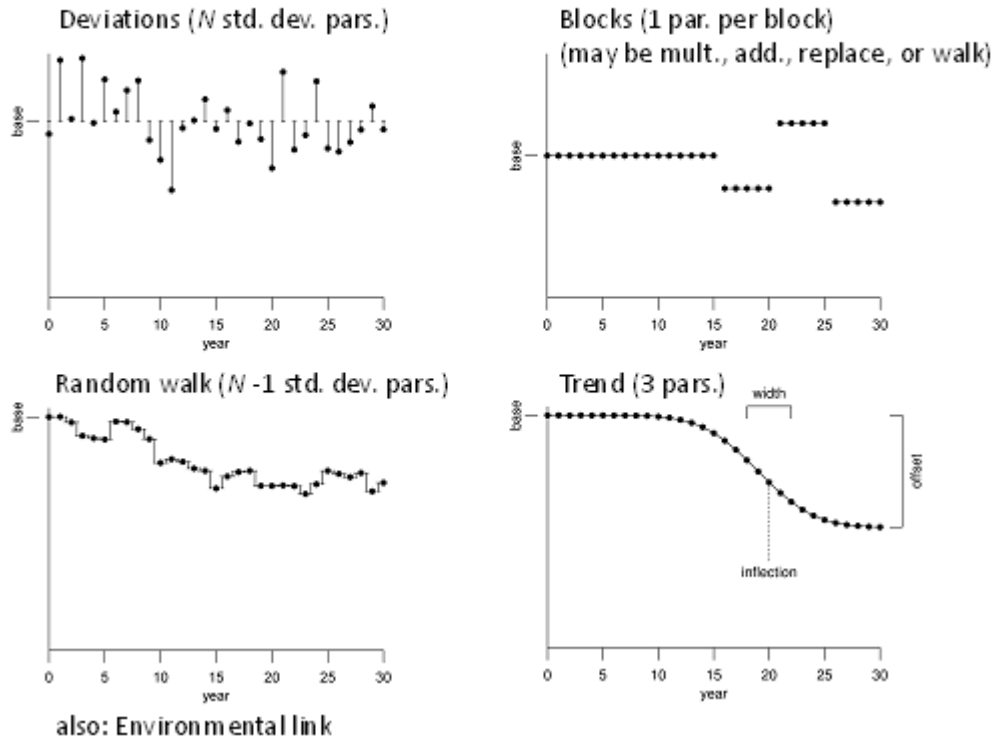 Deviations (N std. dev. pars.)
base
0 5 10 15 20 25 30
year
Blocks (1 par. per block)
(may be mult., add., replace, or walk)
base
0 5 10 15 20 25 30
year
Random walk (N -1 std. dev. pars.)
base
0 5 10 15 20 25 30
year
Trend (3 pars.)
width
base
offset
inflection
0 5 10 15 20 25 30
year
also: Environmental link